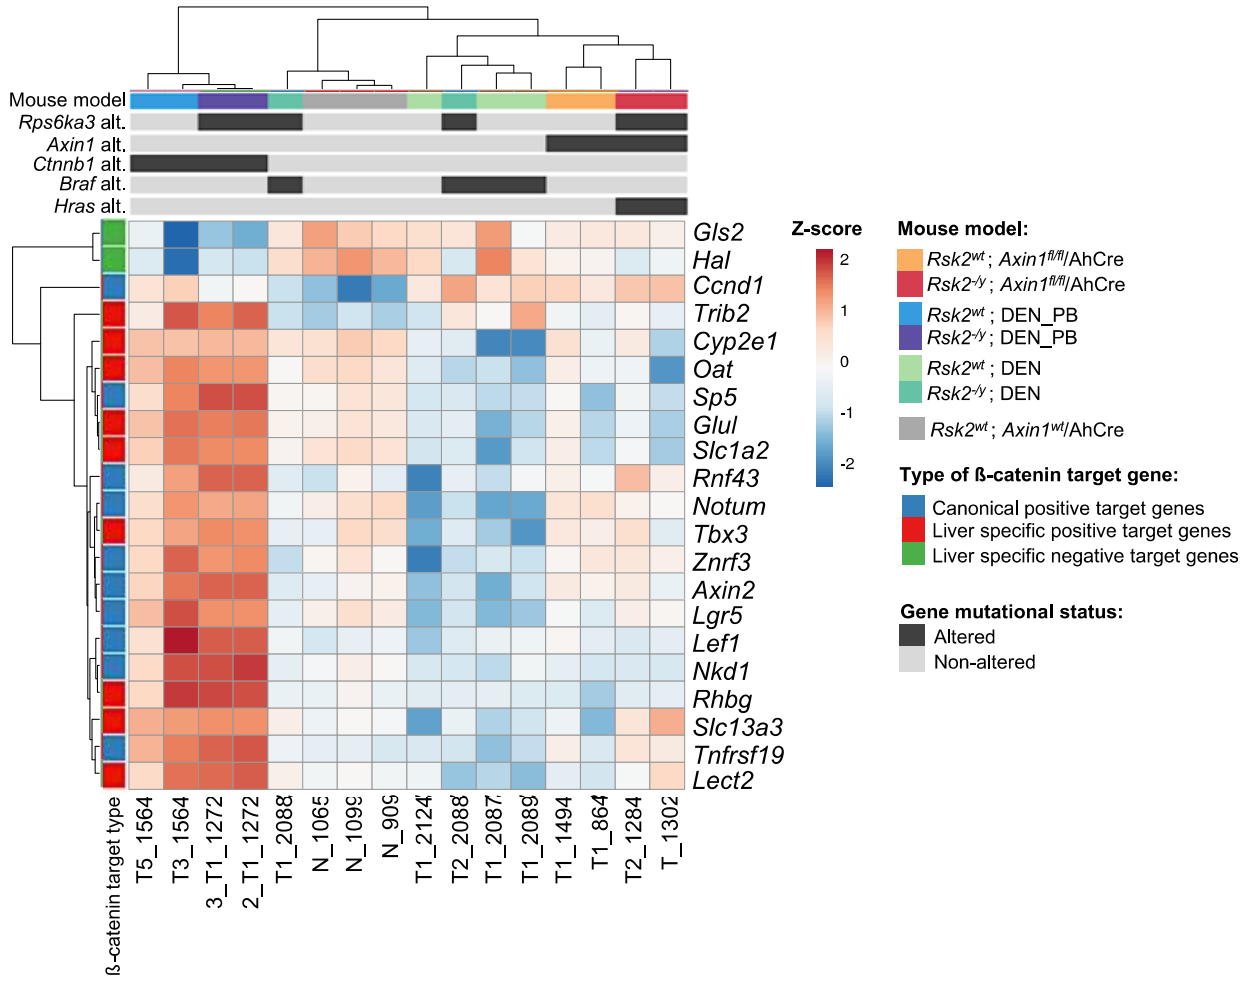 Mouse model
Rps6ka3 alt.
Axin1 alt.
Ctnnb1 alt.
Braf alt.
Hras alt.
Gls2
Hal
Ccnd1
Trib2
Cyp2e1
Oat
Sp5
Glul
Slc1a2
Rnf43
Notum
Tbx3
Znrf3
Axin2
Lgr5
Lef1
Nkd1
Rhbg
Slc13a3
Tnfrsf19
Lect2
ß-catenin target type
T5_1564
T3_1564
3_T1_1272
2_T1_1272
T1_2088
N_1065
N_1099
N_909
T1_2124
T2_2088
T1_2087
T1_2089
T1_1494
T1_864
T2_1284
T_1302
Z-score
2
1
0
-1
-2
Mouse model:
Rsk2wt; Axin1fl/fl/AhCre
Rsk2-/y; Axin1fl/fl/AhCre
Rsk2wt; DEN_PB
Rsk2-/y; DEN_PB
Rsk2wt; DEN
Rsk2-/y; DEN
Rsk2wt; Axin1wt/AhCre
Type of ß-catenin target gene:
Canonical positive target genes
Liver specific positive target genes
Liver specific negative target genes
Gene mutational status:
Altered
Non-altered